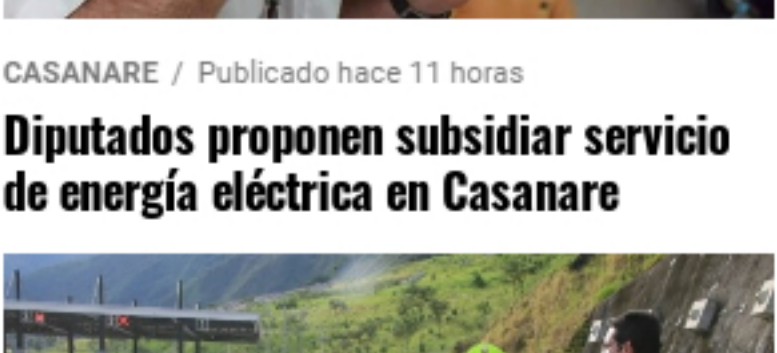 CASANARE / Publicado hace 11 horas
Diputados proponen subsidiar servicio
de energía eléctrica en Casanare